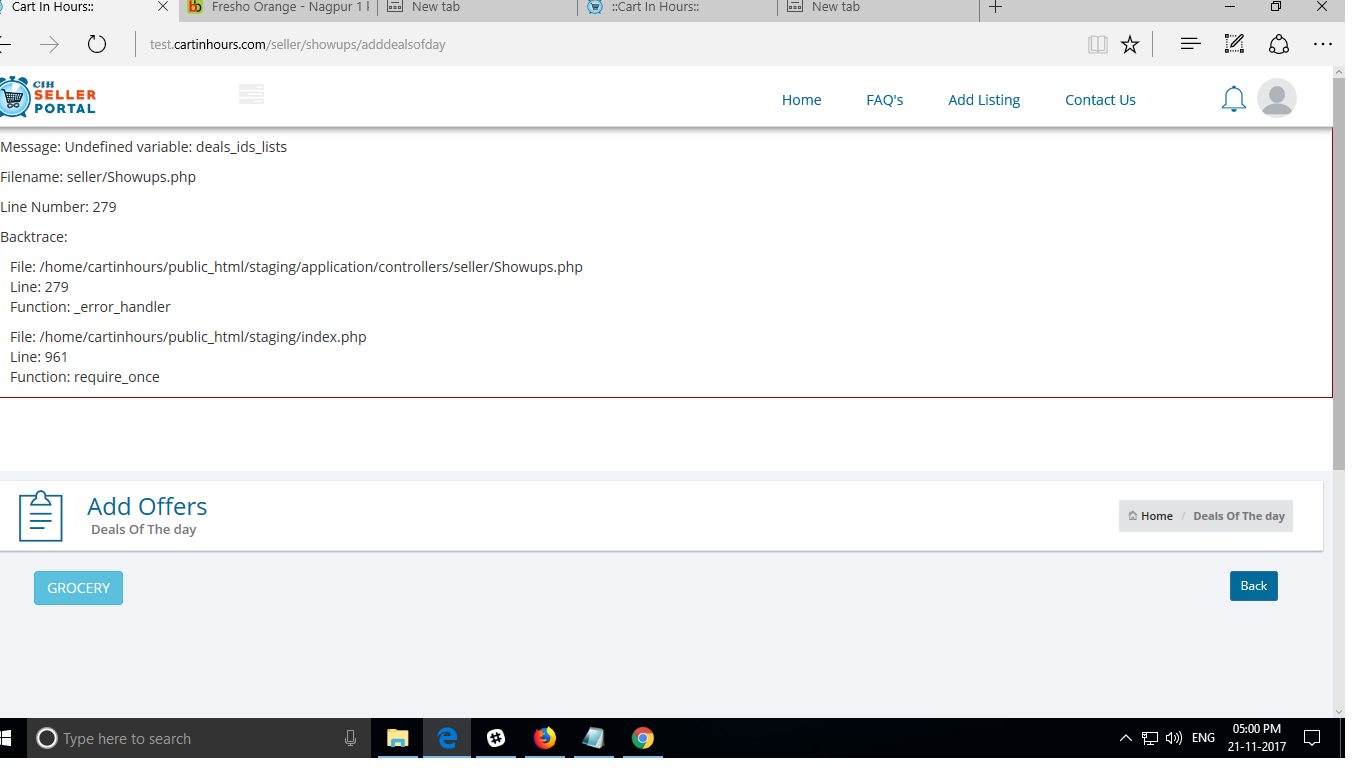 Cart In Hours::
Fresho Orange - Nagpur 1
New tab
::Cart In Hours::
New tab
test.cartinhours.com/seller/showups/adddealsofday
CIH
SELLER
PORTAL
Home
FAQ's
Add Listing
Contact Us
Message: Undefined variable: deals_ids_lists
Filename: seller/Showups.php
Line Number: 279
Backtrace:
File: /home/cartinhours/public_html/staging/application/controllers/seller/Showups.php
Line: 279
Function: _error_handler
File: /home/cartinhours/public_html/staging/index.php
Line: 961
Function: require_once
Add Offers
Deals Of The day
Home / Deals Of The day
GROCERY
Back
Type here to search
ENG
05:00 PM
21-11-2017